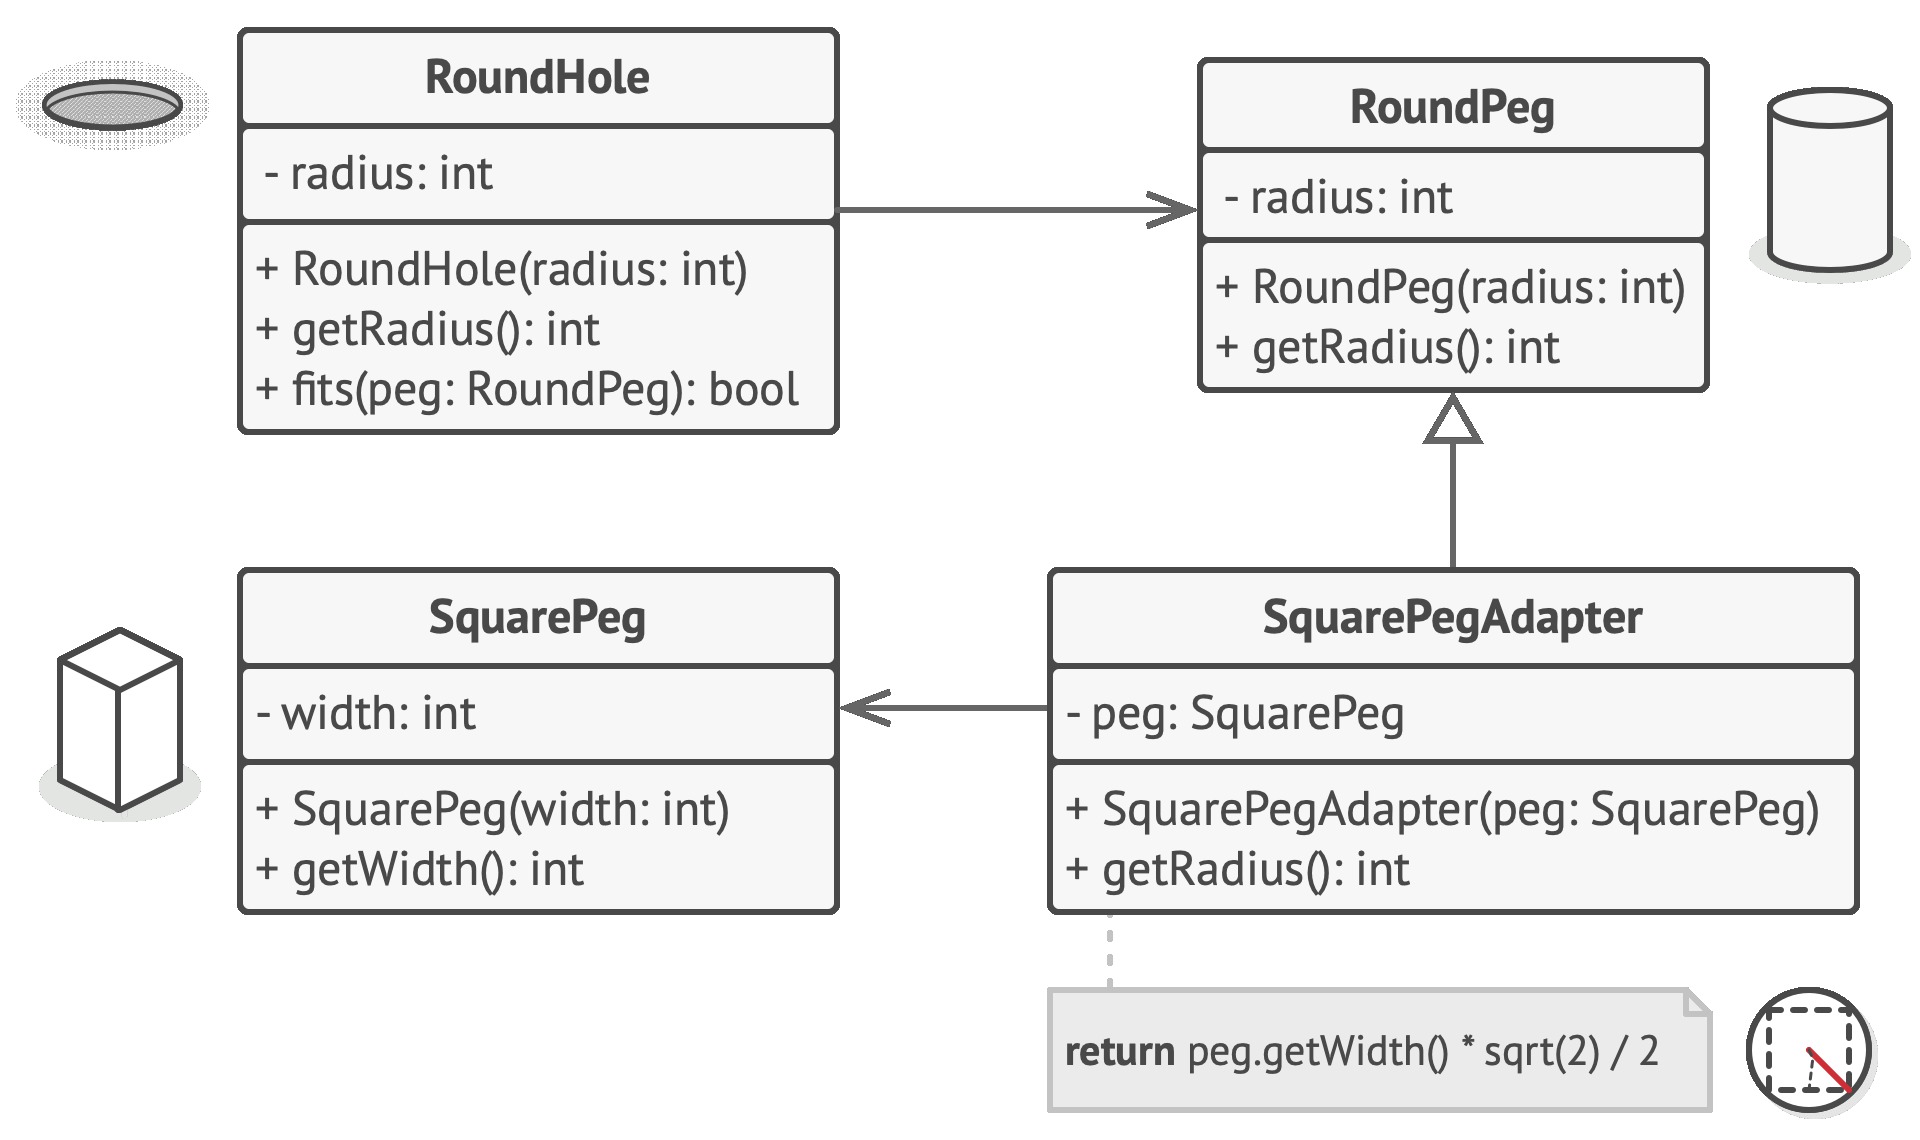 RoundHole
- radius: int
+ RoundHole(radius: int)
+ getRadius(): int
+ fits(peg: RoundPeg): bool
RoundPeg
- radius: int
+ RoundPeg(radius: int)
+ getRadius(): int
SquarePeg
- width: int
+ SquarePeg(width: int)
+ getWidth(): int
SquarePegAdapter
- peg: SquarePeg
+ SquarePegAdapter(peg: SquarePeg)
+ getRadius(): int
return peg.getWidth() * sqrt(2) / 2